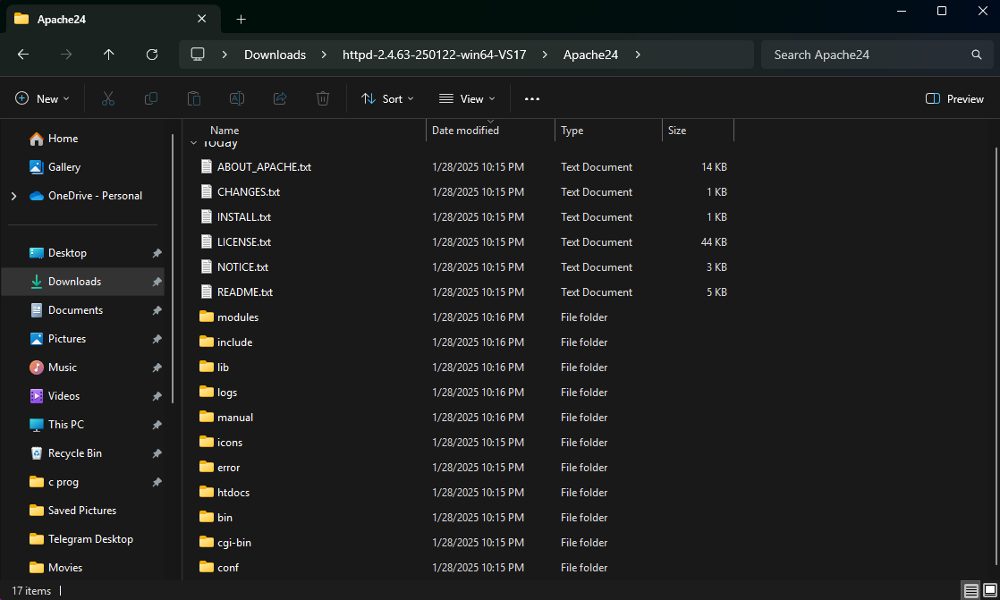 Apache24
Downloads httpd-2.4.63-250122-win64-VS17 Apache24 Search Apache24
New Sort View Preview
Home
Gallery
OneDrive - Personal
Desktop
Downloads
Documents
Pictures
Music
Videos
This PC
Recycle Bin
c prog
Saved Pictures
Telegram Desktop
Movies
Name Date modified Type Size
Today
ABOUT_APACHE.txt 1/28/2025 10:15 PM Text Document 14 KB
CHANGES.txt 1/28/2025 10:15 PM Text Document 1 KB
INSTALL.txt 1/28/2025 10:15 PM Text Document 1 KB
LICENSE.txt 1/28/2025 10:15 PM Text Document 44 KB
NOTICE.txt 1/28/2025 10:15 PM Text Document 3 KB
README.txt 1/28/2025 10:15 PM Text Document 5 KB
modules 1/28/2025 10:16 PM File folder
include 1/28/2025 10:16 PM File folder
lib 1/28/2025 10:16 PM File folder
logs 1/28/2025 10:16 PM File folder
manual 1/28/2025 10:16 PM File folder
icons 1/28/2025 10:15 PM File folder
error 1/28/2025 10:15 PM File folder
htdocs 1/28/2025 10:15 PM File folder
bin 1/28/2025 10:15 PM File folder
cgi-bin 1/28/2025 10:15 PM File folder
conf 1/28/2025 10:15 PM File folder
17 items